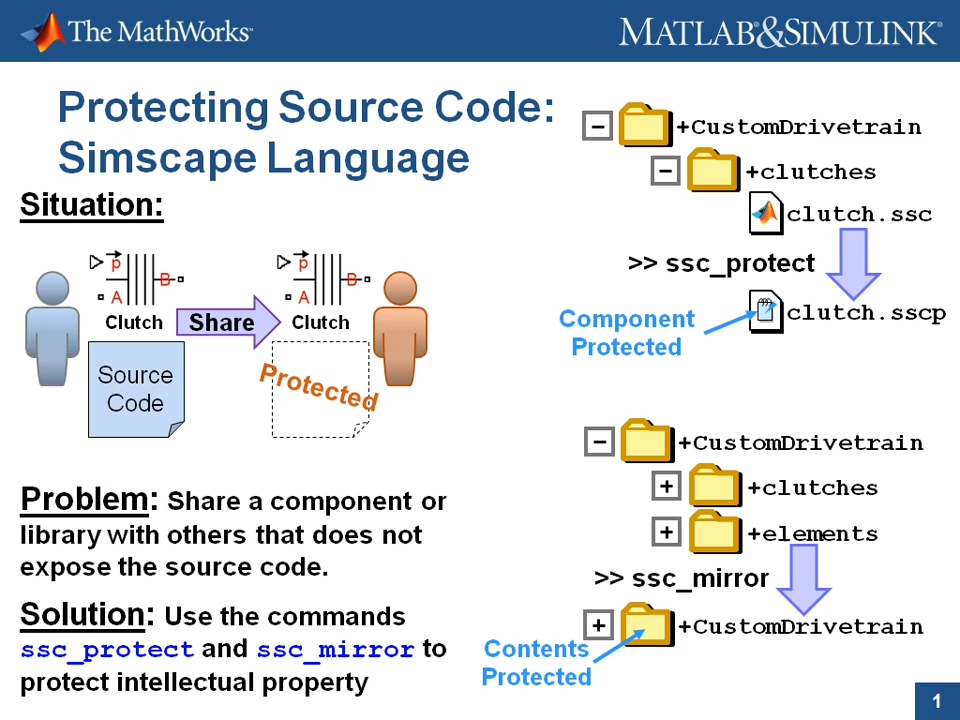 The MathWorks™
MATLAB®&SIMULINK®
Protecting Source Code:
Simscape Language
Situation:
p
A
B
Clutch
Share
p
A
B
Clutch
Source
Code
Protected
Problem: Share a component or
library with others that does not
expose the source code.
Solution: Use the commands
ssc_protect and ssc_mirror to
protect intellectual property
+CustomDrivetrain
+clutches
clutch.ssc
>> ssc_protect
clutch.sscp
Component
Protected
+CustomDrivetrain
+clutches
+elements
>> ssc_mirror
+CustomDrivetrain
Contents
Protected
1